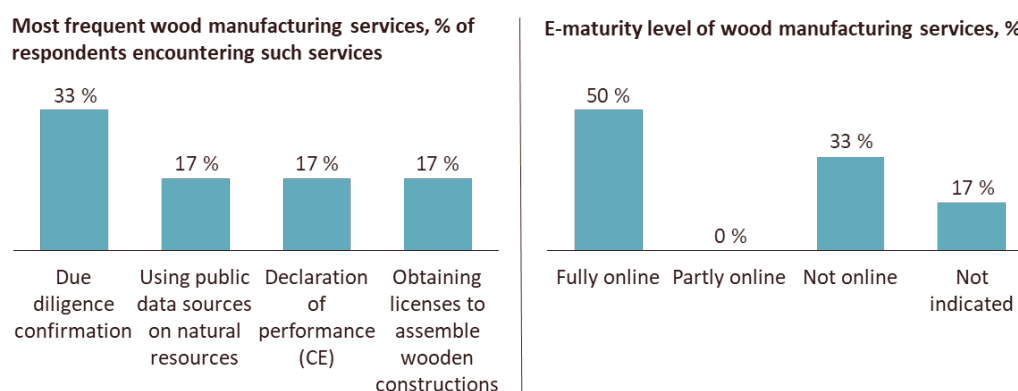 Most frequent wood manufacturing services, % of
respondents encountering such services
33 %
17 %
17 %
17 %
Due
diligence
confirmation
Using public
data sources
on natural
resources
Declaration
of
performance
(CE)
Obtaining
licenses to
assemble
wooden
constructions
E-maturity level of wood manufacturing services, %
50 %
0 %
33 %
17 %
Fully online
Partly online
Not online
Not
indicated